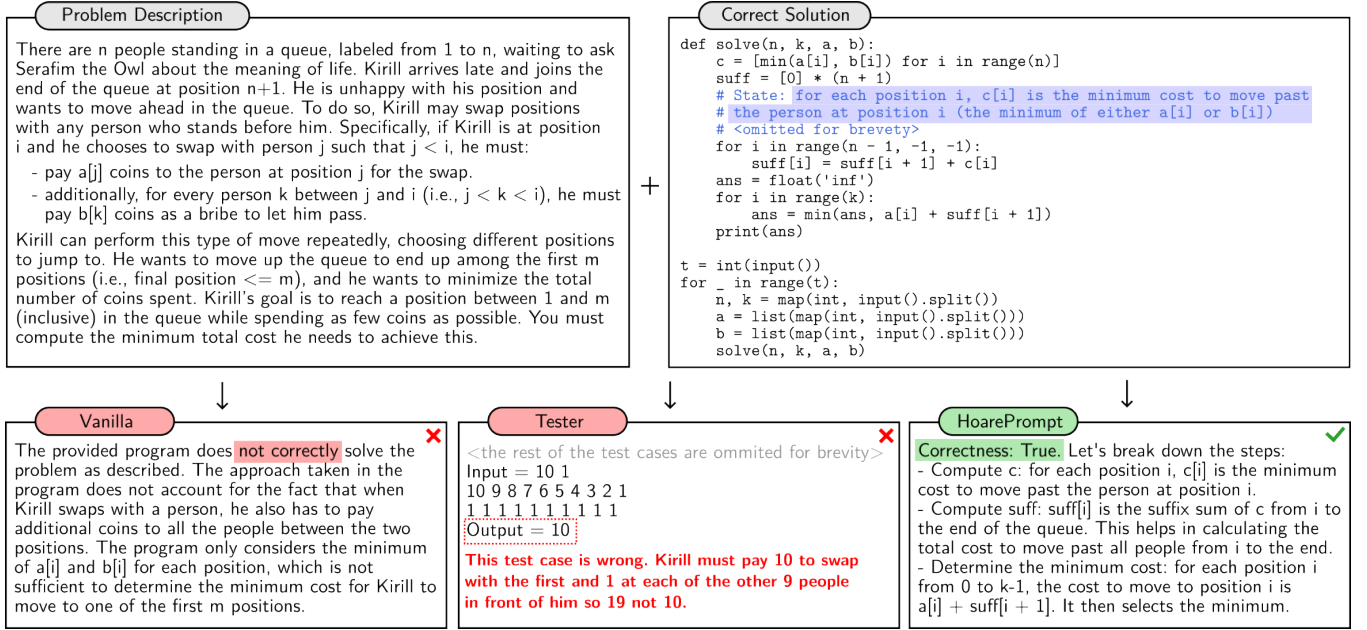 Problem Description
There are n people standing in a queue, labeled from 1 to n, waiting to ask
Serafim the Owl about the meaning of life. Kirill arrives late and joins the
end of the queue at position n+1. He is unhappy with his position and
wants to move ahead in the queue. To do so, Kirill may swap positions
with any person who stands before him. Specifically, if Kirill is at position
i and he chooses to swap with person j such that j < i, he must:
- pay a[j] coins to the person at position j for the swap.
- additionally, for every person k between j and i (i.e., j < k < i), he must
pay b[k] coins as a bribe to let him pass.
Kirill can perform this type of move repeatedly, choosing different positions
to jump to. He wants to move up the queue to end up among the first m
positions (i.e., final position <= m), and he wants to minimize the total
number of coins spent. Kirill's goal is to reach a position between 1 and m
(inclusive) in the queue while spending as few coins as possible. You must
compute the minimum total cost he needs to achieve this.
+
Correct Solution
def solve(n, k, a, b):
    c = [min(a[i], b[i]) for i in range(n)]
    suff = [0] * (n + 1)
    # State: for each position i, c[i] is the minimum cost to move past
    # the person at position i (the minimum of either a[i] or b[i])
    # <omitted for brevety>
    for i in range(n - 1, -1, -1):
        suff[i] = suff[i + 1] + c[i]
    ans = float('inf')
    for i in range(k):
        ans = min(ans, a[i] + suff[i + 1])
    print(ans)
t = int(input())
for _ in range(t):
    n, k = map(int, input().split())
    a = list(map(int, input().split()))
    b = list(map(int, input().split()))
    solve(n, k, a, b)
Vanilla
The provided program does not correctly solve the
problem as described. The approach taken in the
program does not account for the fact that when
Kirill swaps with a person, he also has to pay
additional coins to all the people between the two
positions. The program only considers the minimum
of a[i] and b[i] for each position, which is not
sufficient to determine the minimum cost for Kirill to
move to one of the first m positions.
Tester
<the rest of the test cases are ommited for brevity>
Input = 10 1
10 9 8 7 6 5 4 3 2 1
1 1 1 1 1 1 1 1 1 1
Output = 10
This test case is wrong. Kirill must pay 10 to swap
with the first and 1 at each of the other 9 people
in front of him so 19 not 10.
HoarePrompt
Correctness: True. Let's break down the steps:
- Compute c: for each position i, c[i] is the minimum
cost to move past the person at position i.
- Compute suff: suff[i] is the suffix sum of c from i to
the end of the queue. This helps in calculating the
total cost to move past all people from i to the end.
- Determine the minimum cost: for each position i
from 0 to k-1, the cost to move to position i is
a[i] + suff[i + 1]. It then selects the minimum.